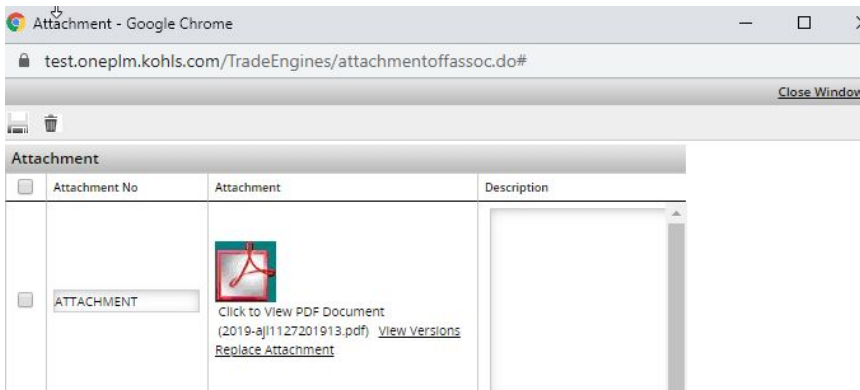 Attachment - Google Chrome
test.oneplm.kohls.com/TradeEngines/attachmentoffassoc.do#
Close Window
Attachment
Attachment No Attachment Description
ATTACHMENT
Click to View PDF Document
(2019-ajl1127201913.pdf) View Versions
Replace Attachment